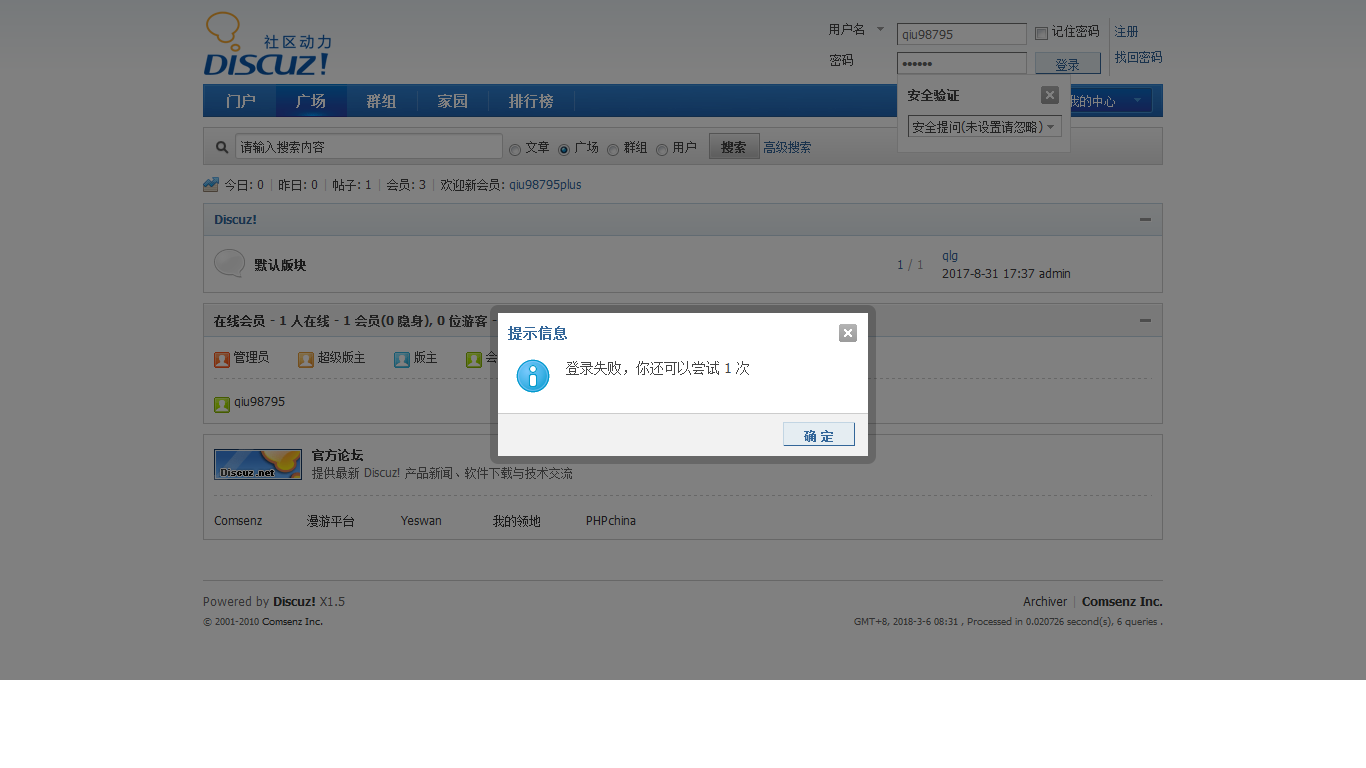 社区动力
DISCUZ!
用户名 qiu98795 记住密码 注册
密码 •••••• 登录 找回密码
门户 广场 群组 家园 排行榜 我的中心
安全验证
安全提问(未设置请忽略)
请输入搜索内容 文章 广场 群组 用户 搜索 高级搜索
今日: 0 | 昨日: 0 | 帖子: 1 | 会员: 3 | 欢迎新会员: qiu98795plus
Discuz!
默认版块 1 / 1 qlg
2017-8-31 17:37 admin
在线会员 - 1 人在线 - 1 会员(0 隐身), 0 位游客 -
管理员 超级版主 版主 会
qiu98795
提示信息
登录失败，你还可以尝试 1 次
确定
Discuz.net
官方论坛
提供最新 Discuz! 产品新闻、软件下载与技术交流
Comsenz 漫游平台 Yeswan 我的领地 PHPchina
Powered by Discuz! X1.5
© 2001-2010 Comsenz Inc.
Archiver | Comsenz Inc.
GMT+8, 2018-3-6 08:31 , Processed in 0.020726 second(s), 6 queries .